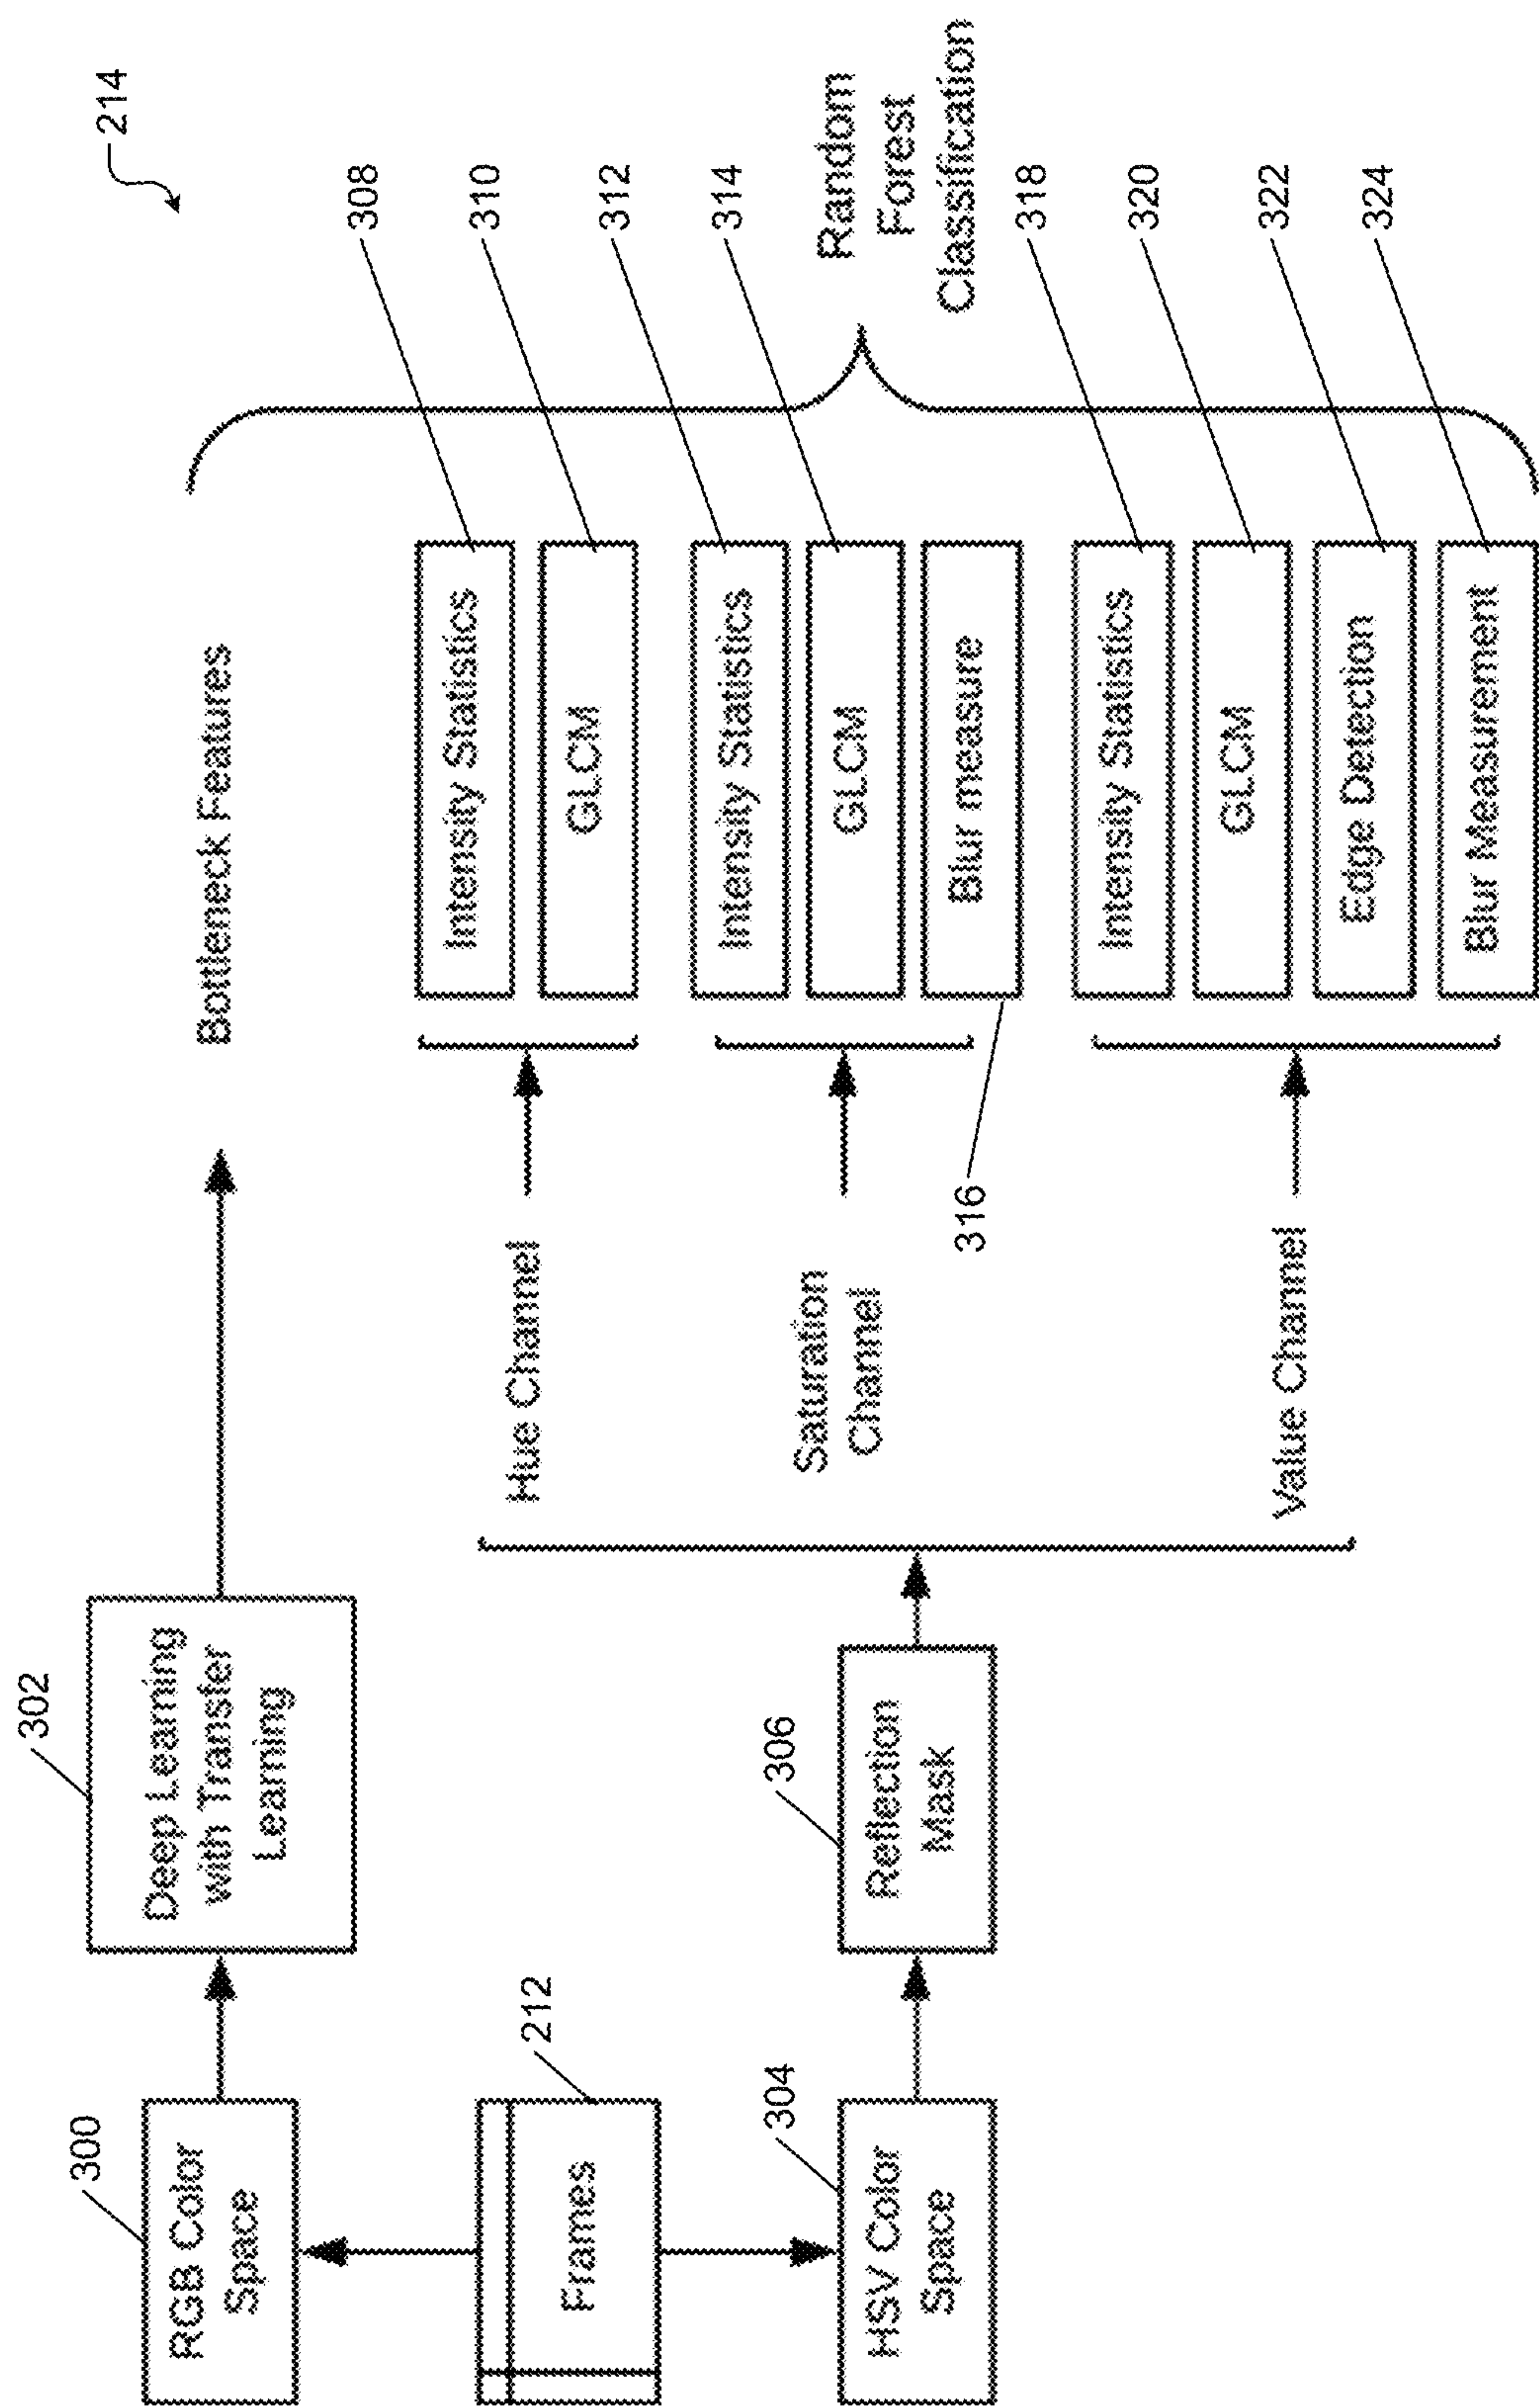 214
300
RGB Color
Space
302
Deep Learning
with Transfer
Learning
Bottleneck Features
212
Frames
304
HSV Color
Space
306
Reflection
Mask
Hue Channel
Intensity Statistics
308
GLCM
310
Saturation
Channel
Intensity Statistics
312
GLCM
314
Blur measure
316
Value Channel
Intensity Statistics
318
GLCM
320
Edge Detection
322
Blur Measurement
324
Random
Forest
Classification